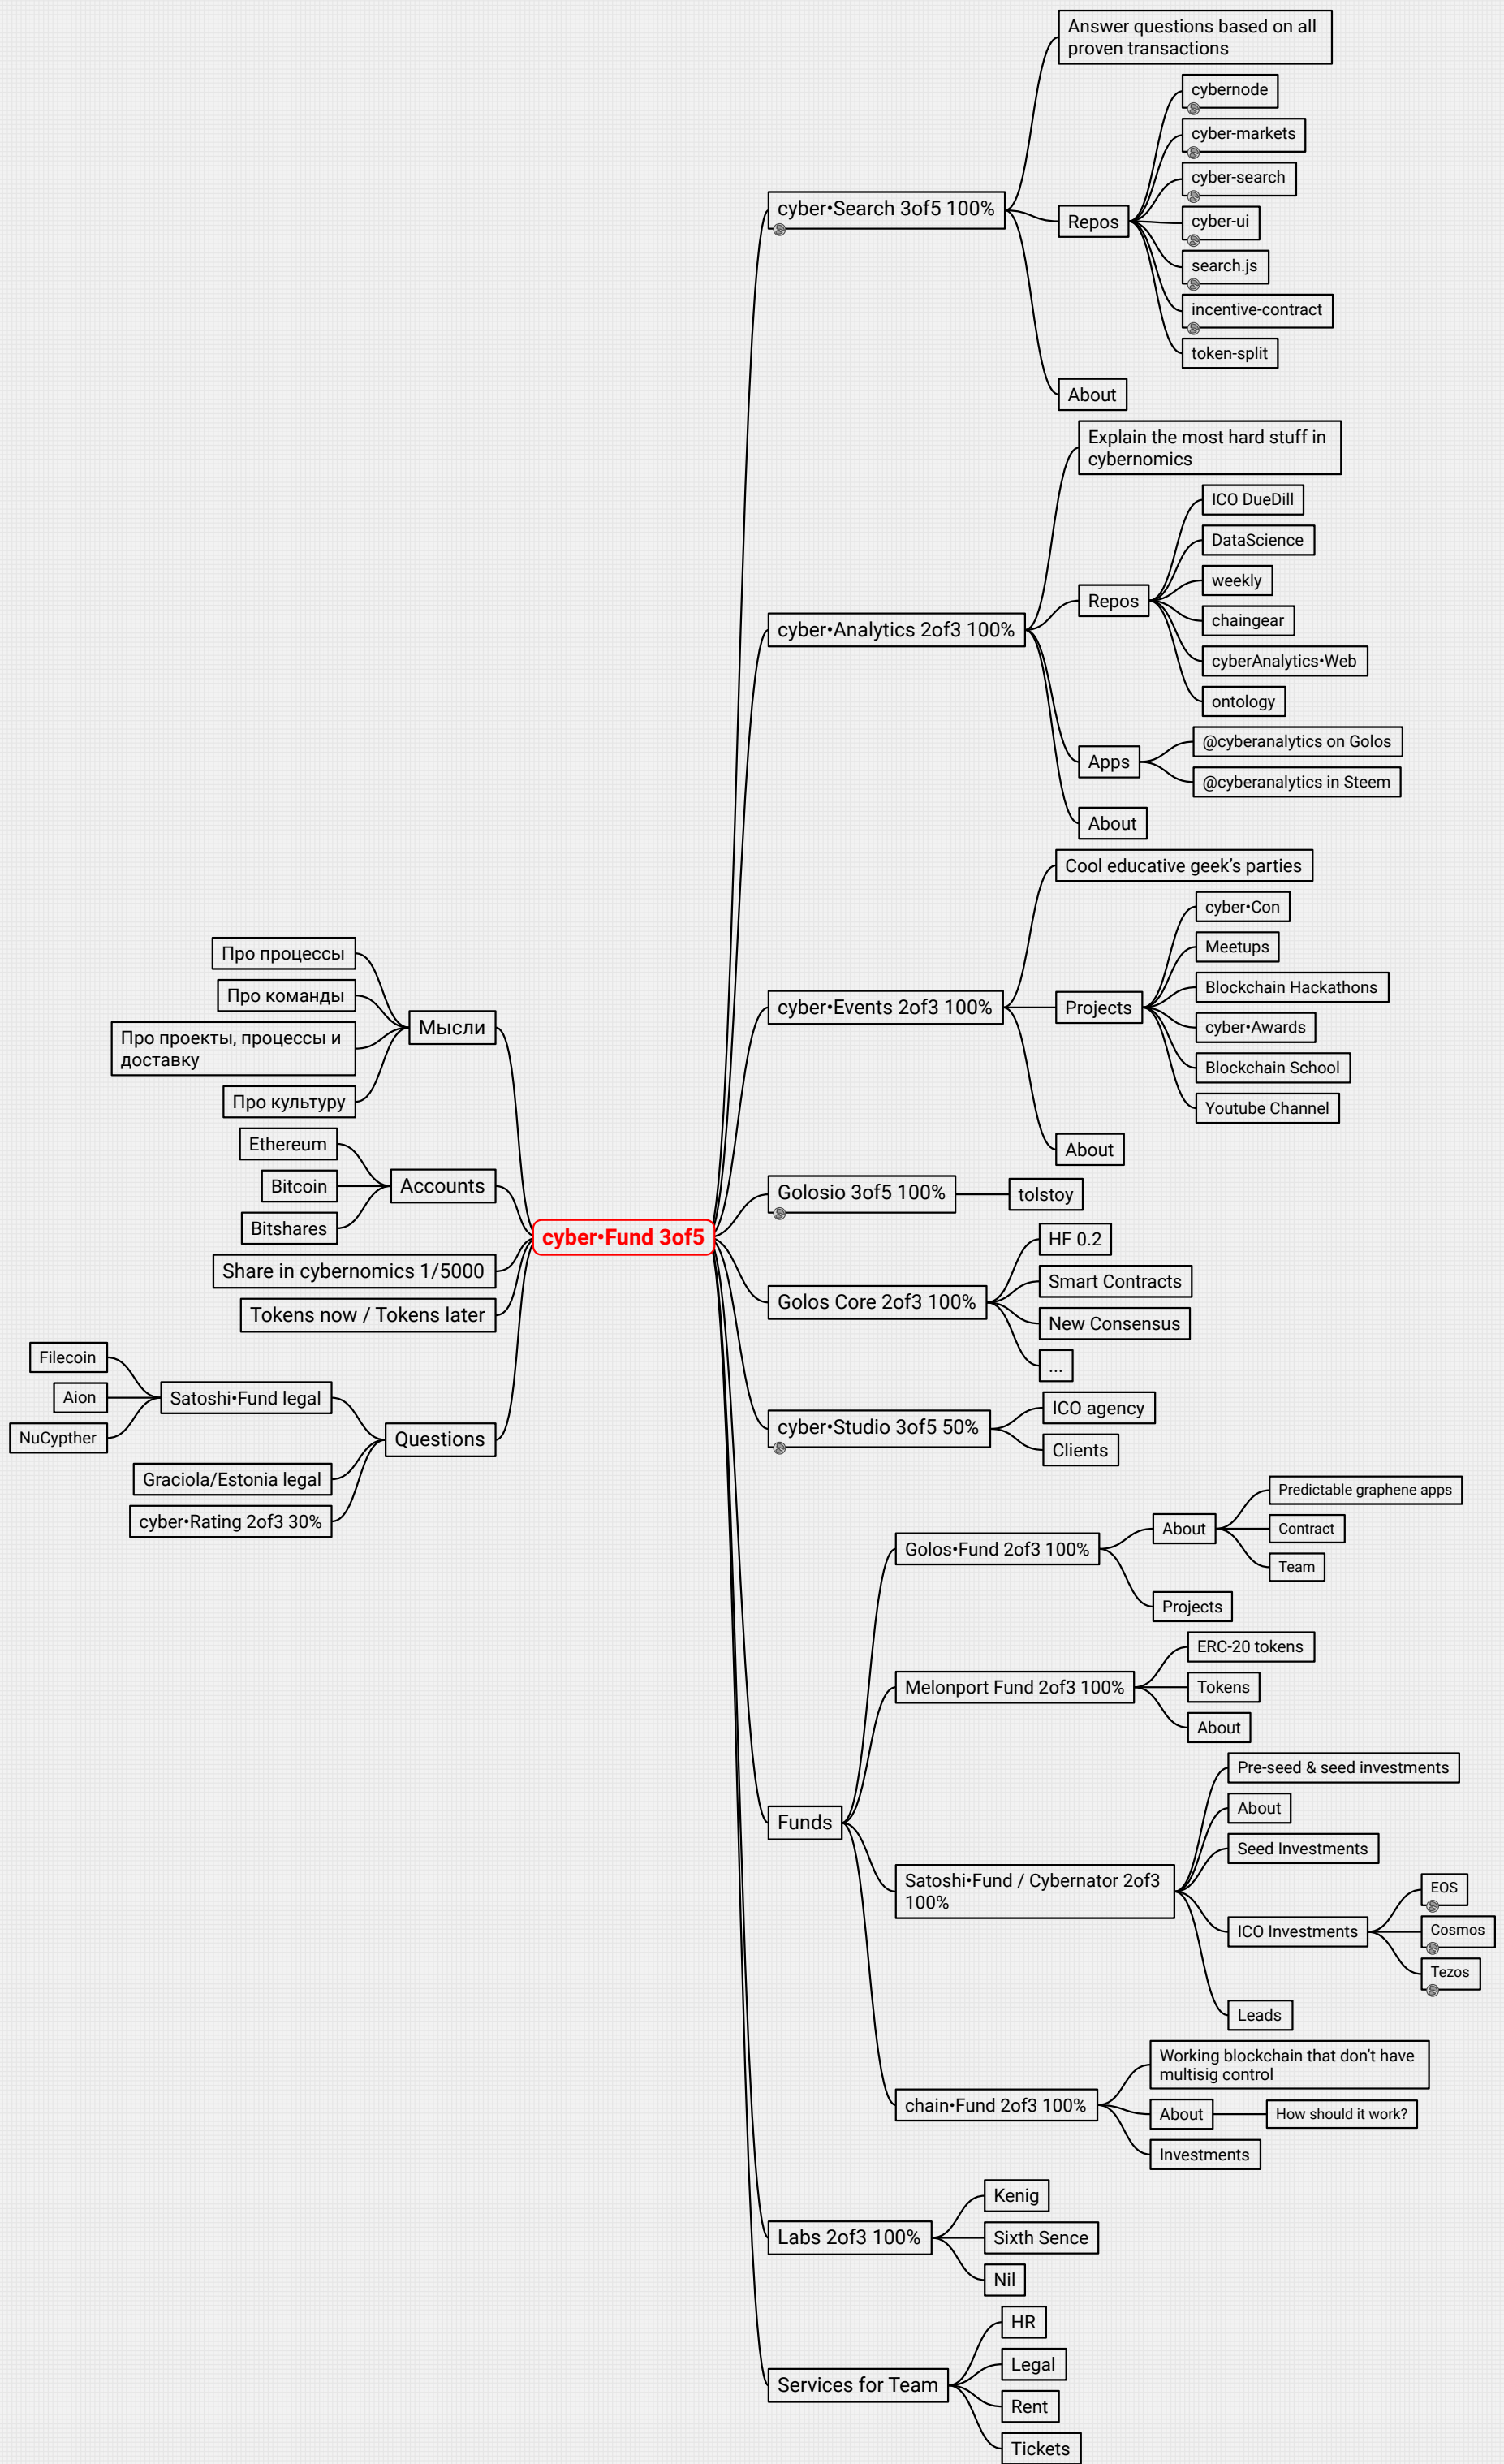 Answer questions based on all
proven transactions
cybernode
cyber-markets
cyber-search
cyber•Search 3of5 100%
Repos
cyber-ui
search.js
incentive-contract
token-split
About
Explain the most hard stuff in
cybernomics
ICO DueDill
DataScience
weekly
cyber•Analytics 2of3 100%
Repos
chaingear
cyberAnalytics•Web
ontology
Apps
@cyberanalytics on Golos
@cyberanalytics in Steem
About
Cool educative geek’s parties
cyber•Con
Meetups
Blockchain Hackathons
cyber•Events 2of3 100%
Projects
cyber•Awards
Blockchain School
Youtube Channel
About
Golosio 3of5 100%
tolstoy
HF 0.2
Smart Contracts
Golos Core 2of3 100%
New Consensus
...
ICO agency
cyber•Studio 3of5 50%
Clients
Про процессы
Про команды
Мысли
Про проекты, процессы и
доставку
Про культуру
Ethereum
Bitcoin
Accounts
Bitshares
cyber•Fund 3of5
Share in cybernomics 1/5000
Tokens now / Tokens later
Filecoin
Aion
Satoshi•Fund legal
NuCypther
Questions
Graciola/Estonia legal
cyber•Rating 2of3 30%
Predictable graphene apps
About
Contract
Golos•Fund 2of3 100%
Team
Projects
ERC-20 tokens
Melonport Fund 2of3 100%
Tokens
About
Pre-seed & seed investments
About
Funds
Seed Investments
Satoshi•Fund / Cybernator 2of3
100%
EOS
ICO Investments
Cosmos
Tezos
Leads
Working blockchain that don’t have
multisig control
chain•Fund 2of3 100%
About
How should it work?
Investments
Kenig
Labs 2of3 100%
Sixth Sence
Nil
HR
Legal
Services for Team
Rent
Tickets